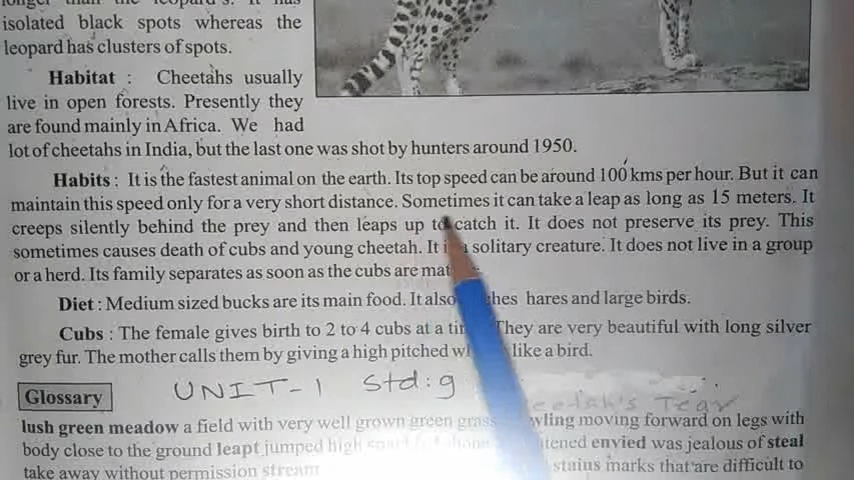 isolated black spots whereas the
leopard has clusters of spots.
Habitat : Cheetahs usually
live in open forests. Presently they
are found mainly in Africa. We had
lot of cheetahs in India, but the last one was shot by hunters around 1950.
Habits : It is the fastest animal on the earth. Its top speed can be around 100 kms per hour. But it can
maintain this speed only for a very short distance. Sometimes it can take a leap as long as 15 meters. It
creeps silently behind the prey and then leaps up to catch it. It does not preserve its prey. This
sometimes causes death of cubs and young cheetah. It is a solitary creature. It does not live in a group
or a herd. Its family separates as soon as the cubs are
Diet : Medium sized bucks are its main food. It also hares and large birds.
Cubs : The female gives birth to 2 to 4 cubs at a They are very beautiful with long silver
grey fur. The mother calls them by giving a high pitched like a bird.
UNIT-1 Std: 9
Glossary
lush green meadow a field with very well grown green moving forward on legs with
body close to the ground leapt jumped high envied was jealous of steal
take away without permission stream stains marks that are difficult to